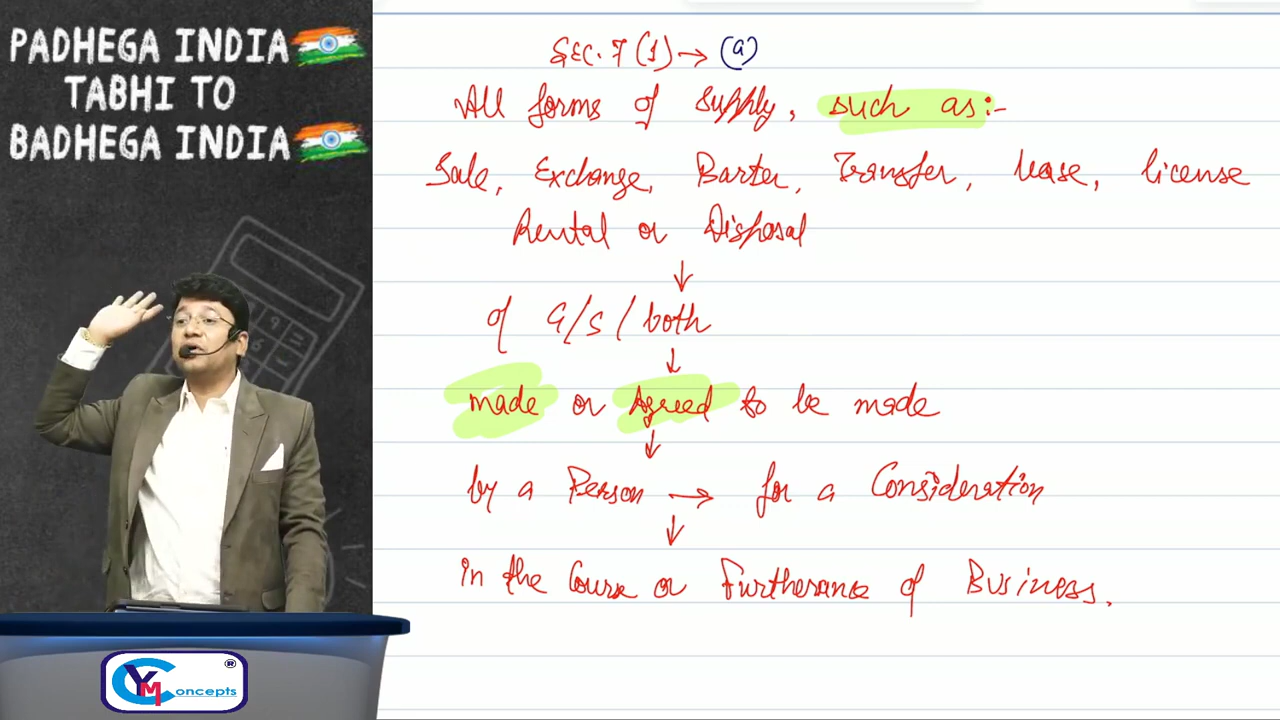 PADHEGA INDIA
TABHI TO
BADHEGA INDIA
SEC. 7 (1) → (a)
All forms of Supply, such as:-
Sale, Exchange, Barter, Transfer, lease, license
Rental or Disposal
↓
of G/S/both
↓
made or Agreed to be made
↓
by a Person → for a Consideration
↓
in the Course or Furtherance of Business.
YM Concepts ®